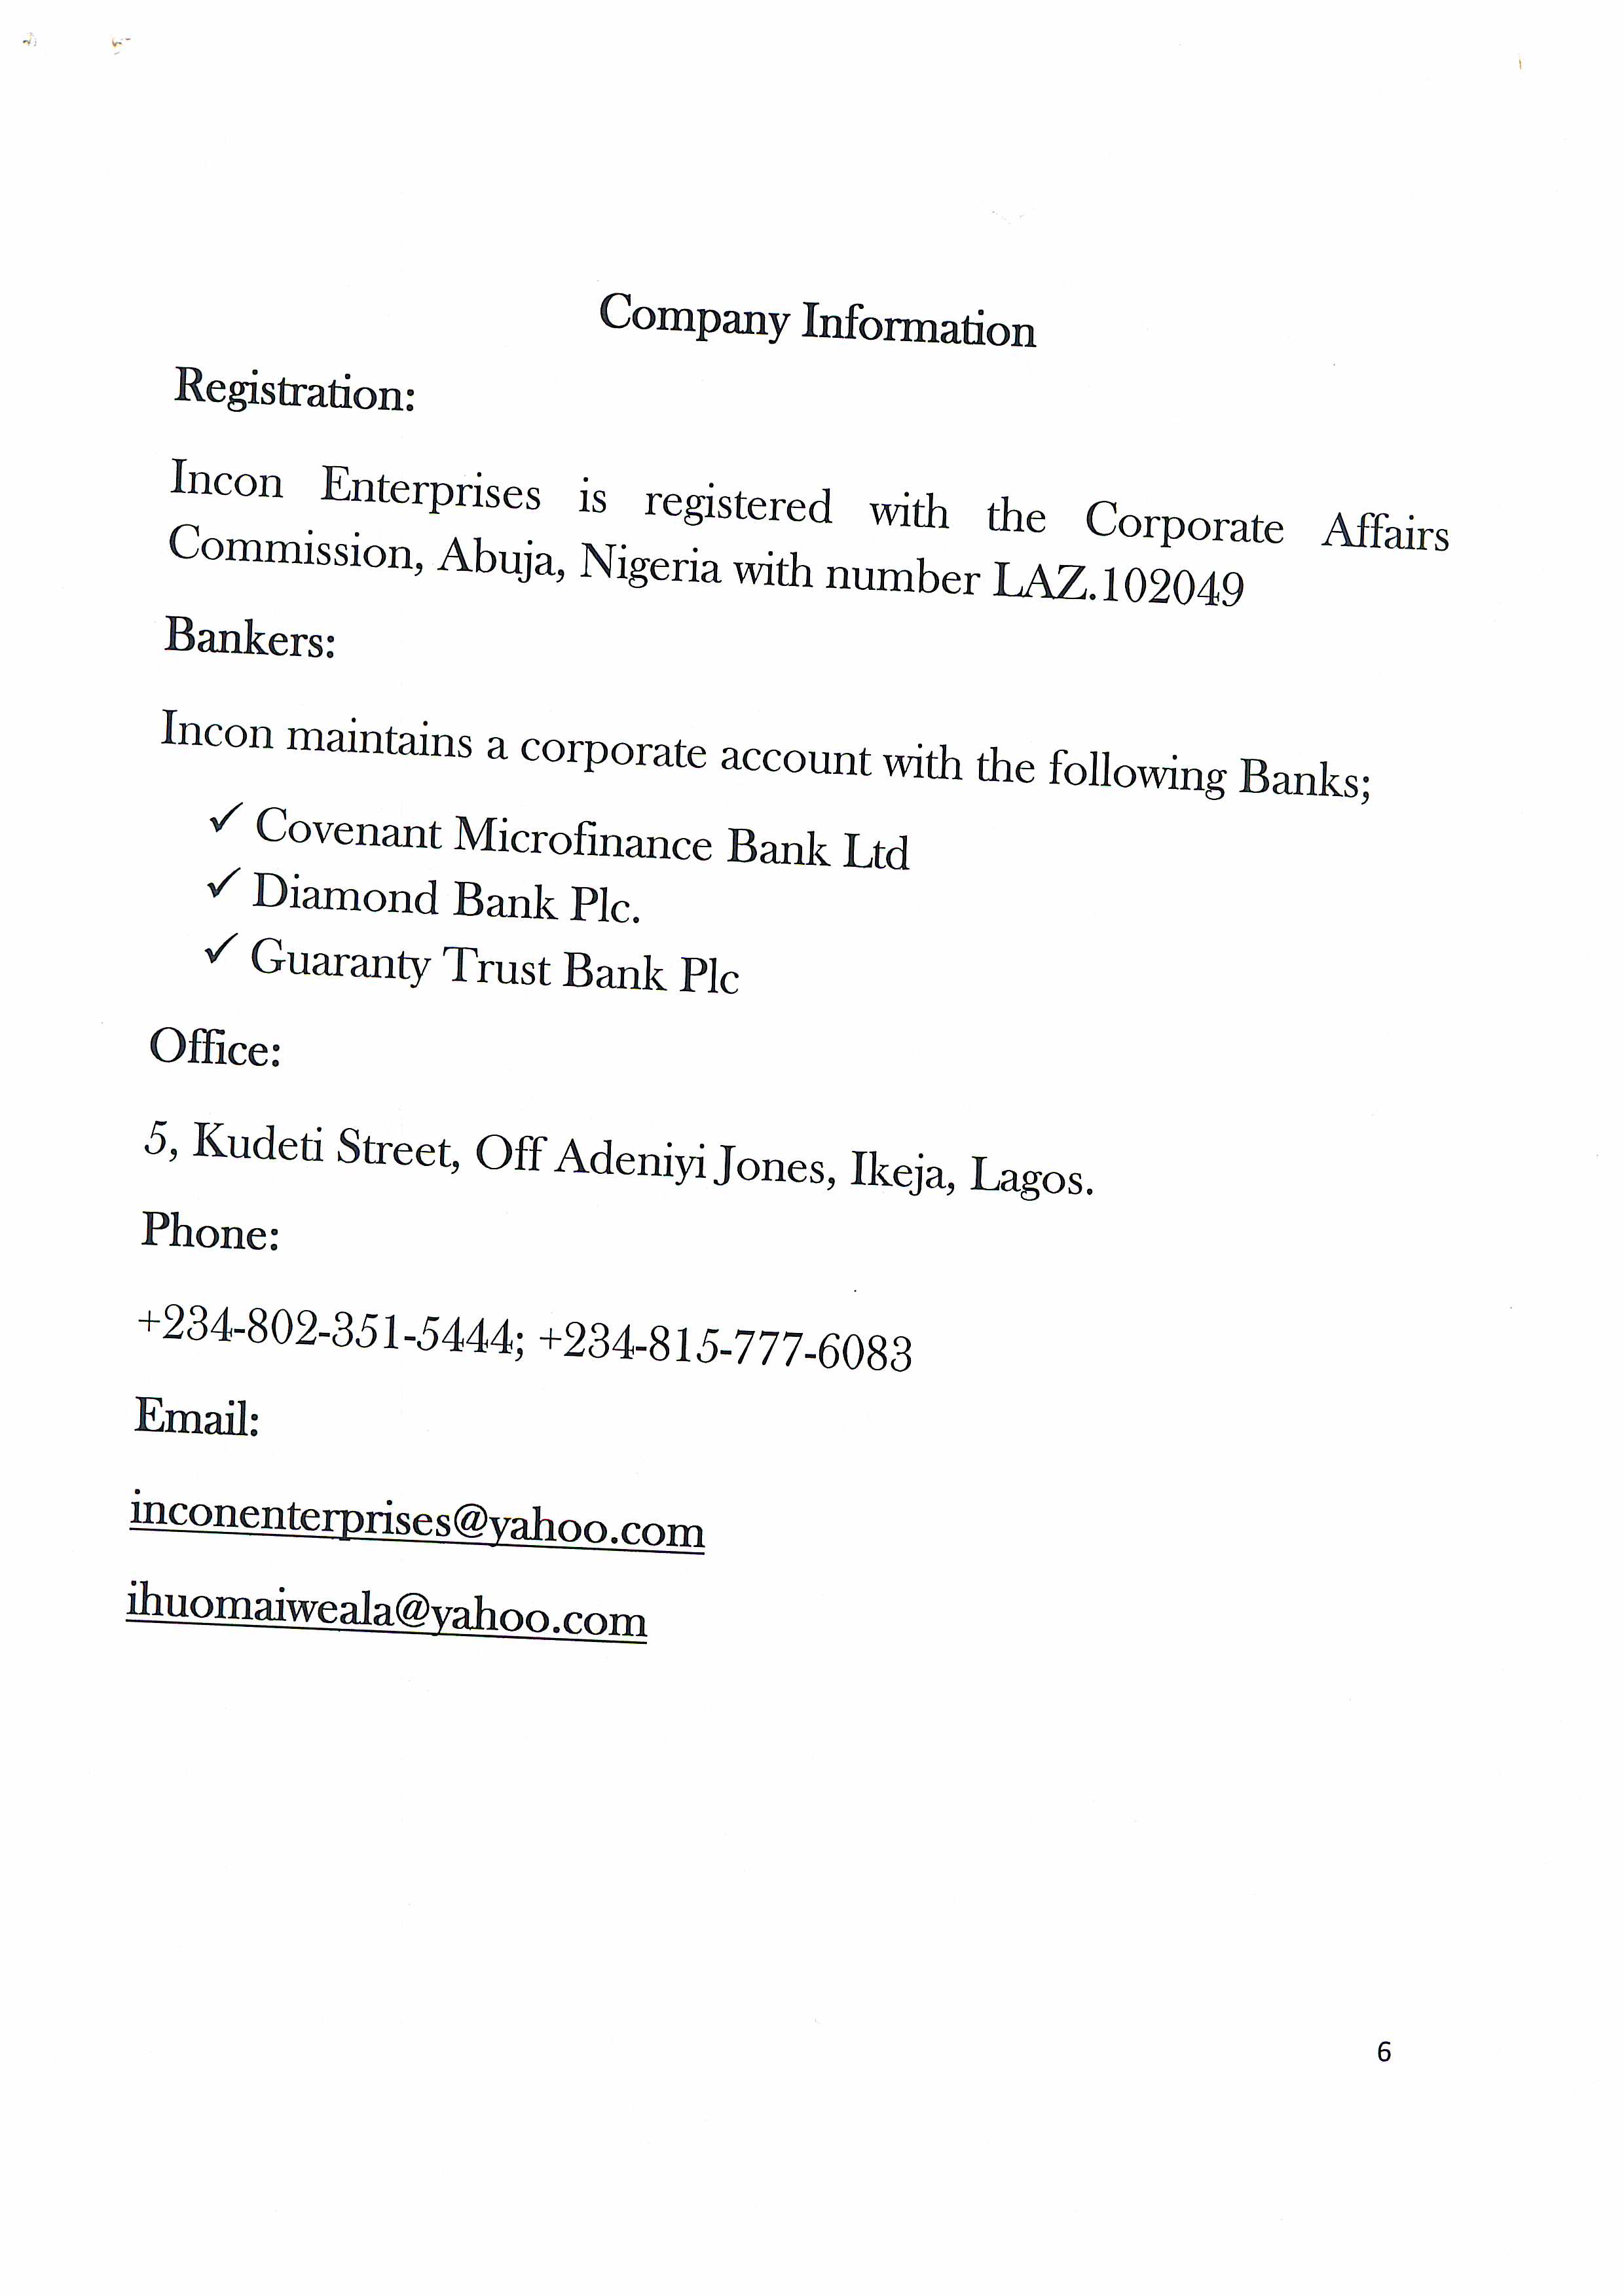 Company Information
Registration:
Incon Enterprises is registered with the Corporate Affairs
Commission, Abuja, Nigeria with number LAZ.102049
Bankers:
Incon maintains a corporate account with the following Banks;
✓ Covenant Microfinance Bank Ltd
✓ Diamond Bank Plc.
✓ Guaranty Trust Bank Plc
Office:
5, Kudeti Street, Off Adeniyi Jones, Ikeja, Lagos.
Phone:
+234-802-351-5444; +234-815-777-6083
Email:
inconenterprises@yahoo.com
ihuomaiweala@yahoo.com
6